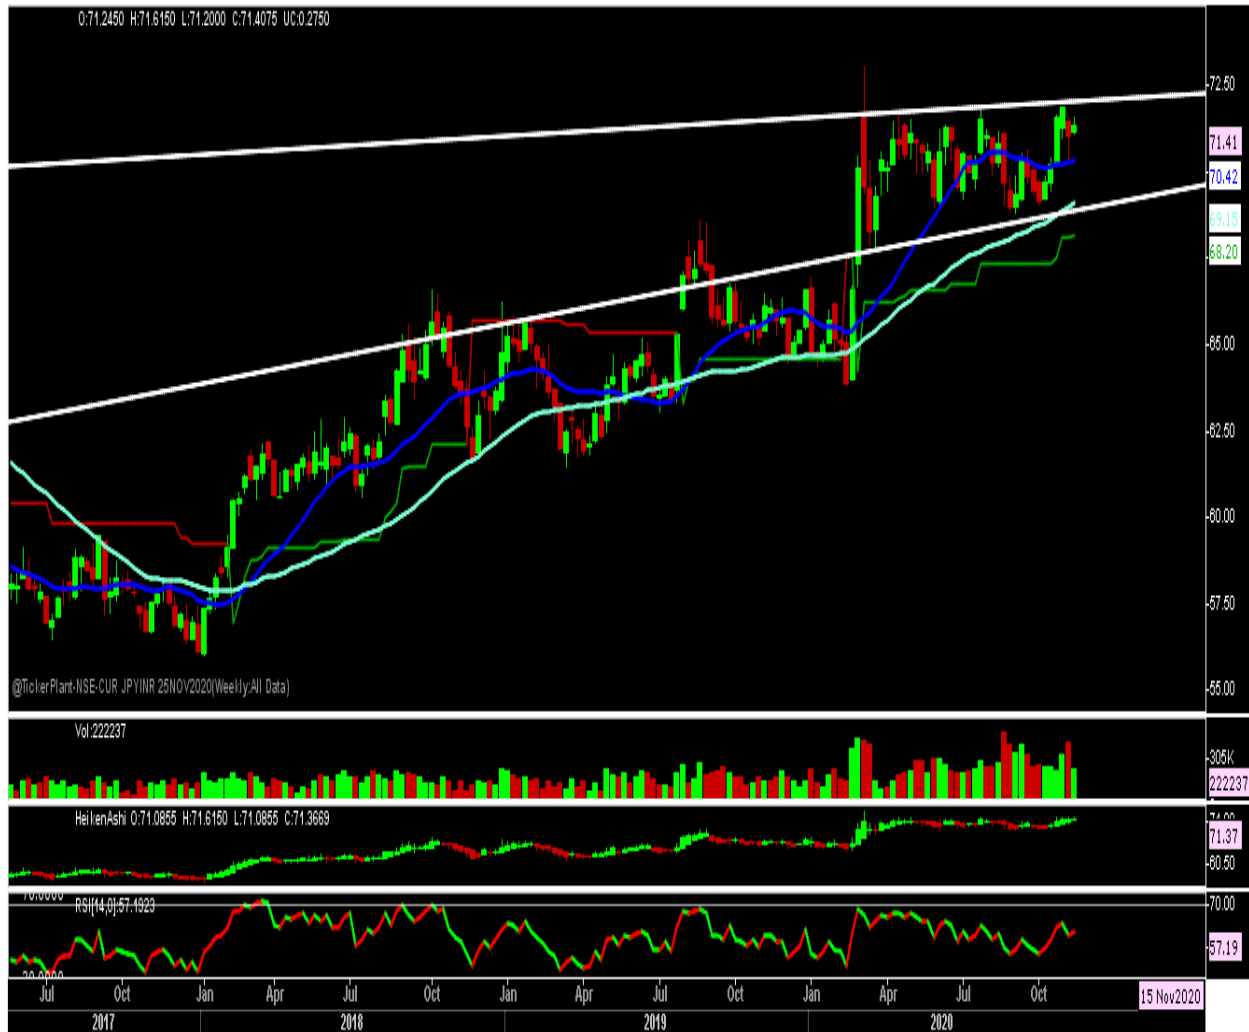 O:71.2450 H:71.6150 L:71.2000 C:71.4075 UC:0.2750
72.50
71.41
70.42
69.15
68.20
65.00
62.50
60.00
57.50
55.00
@TickerPlant-NSE-CUR JPYINR 25NOV2020(Weekly:All Data)
Vol:222237
305K
222237
HeikenAshi O:71.0855 H:71.6150 L:71.0855 C:71.3669
71.37
60.50
RSI[14,9]:57.1923
70.00
57.19
Jul Oct Jan Apr Jul Oct Jan Apr Jul Oct Jan Apr Jul Oct 15 Nov2020
2017 2018 2019 2020